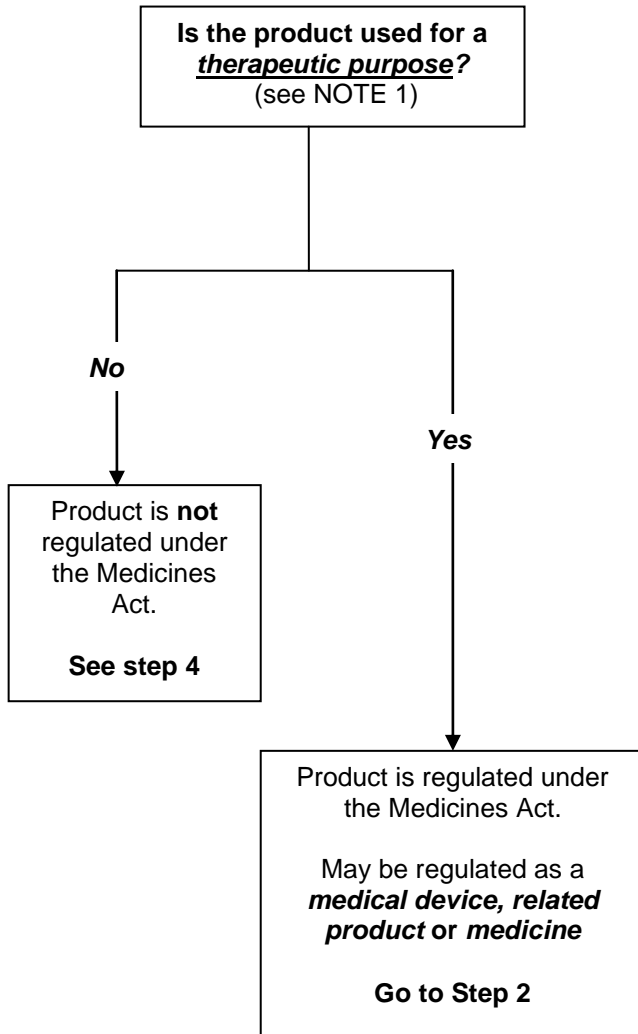 Is the product used for a
therapeutic purpose?
(see NOTE 1)
No
Yes
Product is not
regulated under
the Medicines
Act.
See step 4
Product is regulated under
the Medicines Act.
May be regulated as a
medical device, related
product or medicine
Go to Step 2